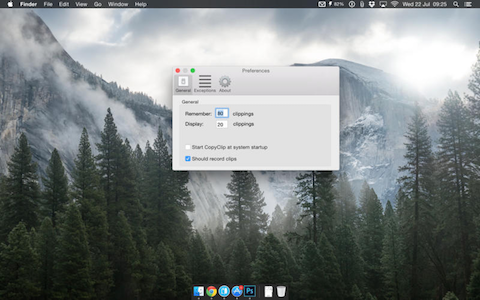 Finder File Edit View Go Window Help
92% Wed 22 Jul 09:25
Preferences
General Exceptions About
General
Remember: 80 clippings
Display: 20 clippings
Start CopyClip at system startup
Should record clips